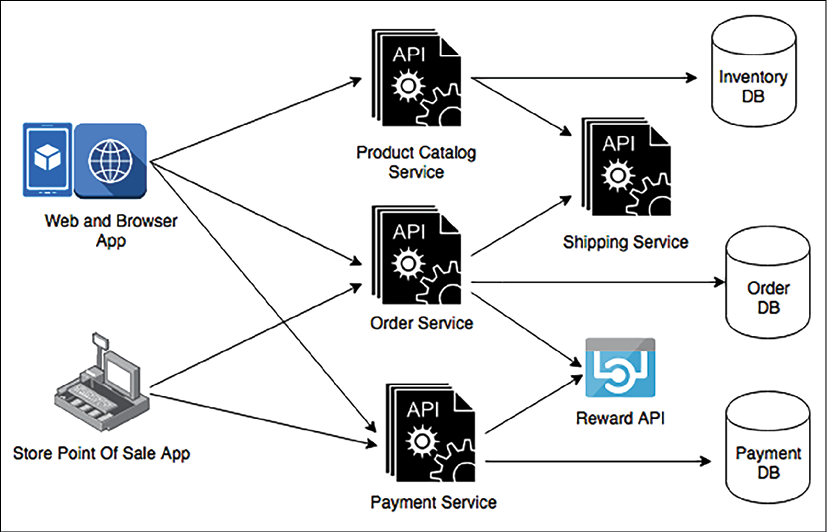 API
Inventory
DB
Product Catalog
Service
API
Web and Browser
App
Shipping Service
API
Order Service
Order
DB
Reward API
Store Point Of Sale App
API
Payment Service
Payment
DB